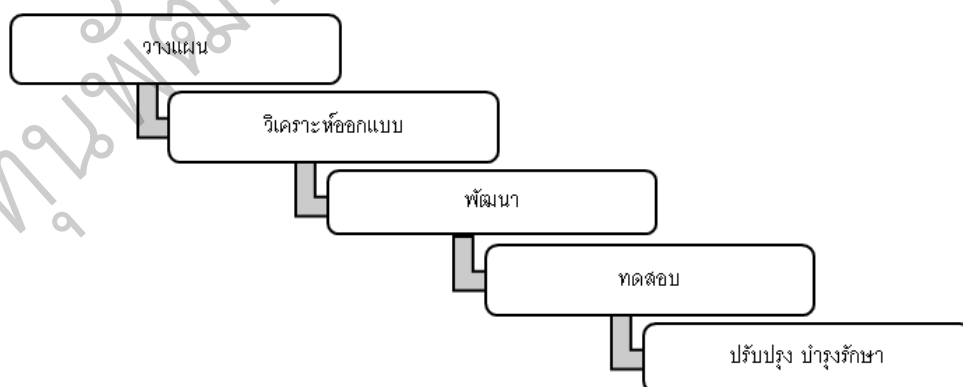 วางแผน
วิเคราะห์ออกแบบ
พัฒนา
ทดสอบ
ปรับปรุง บำรุงรักษา